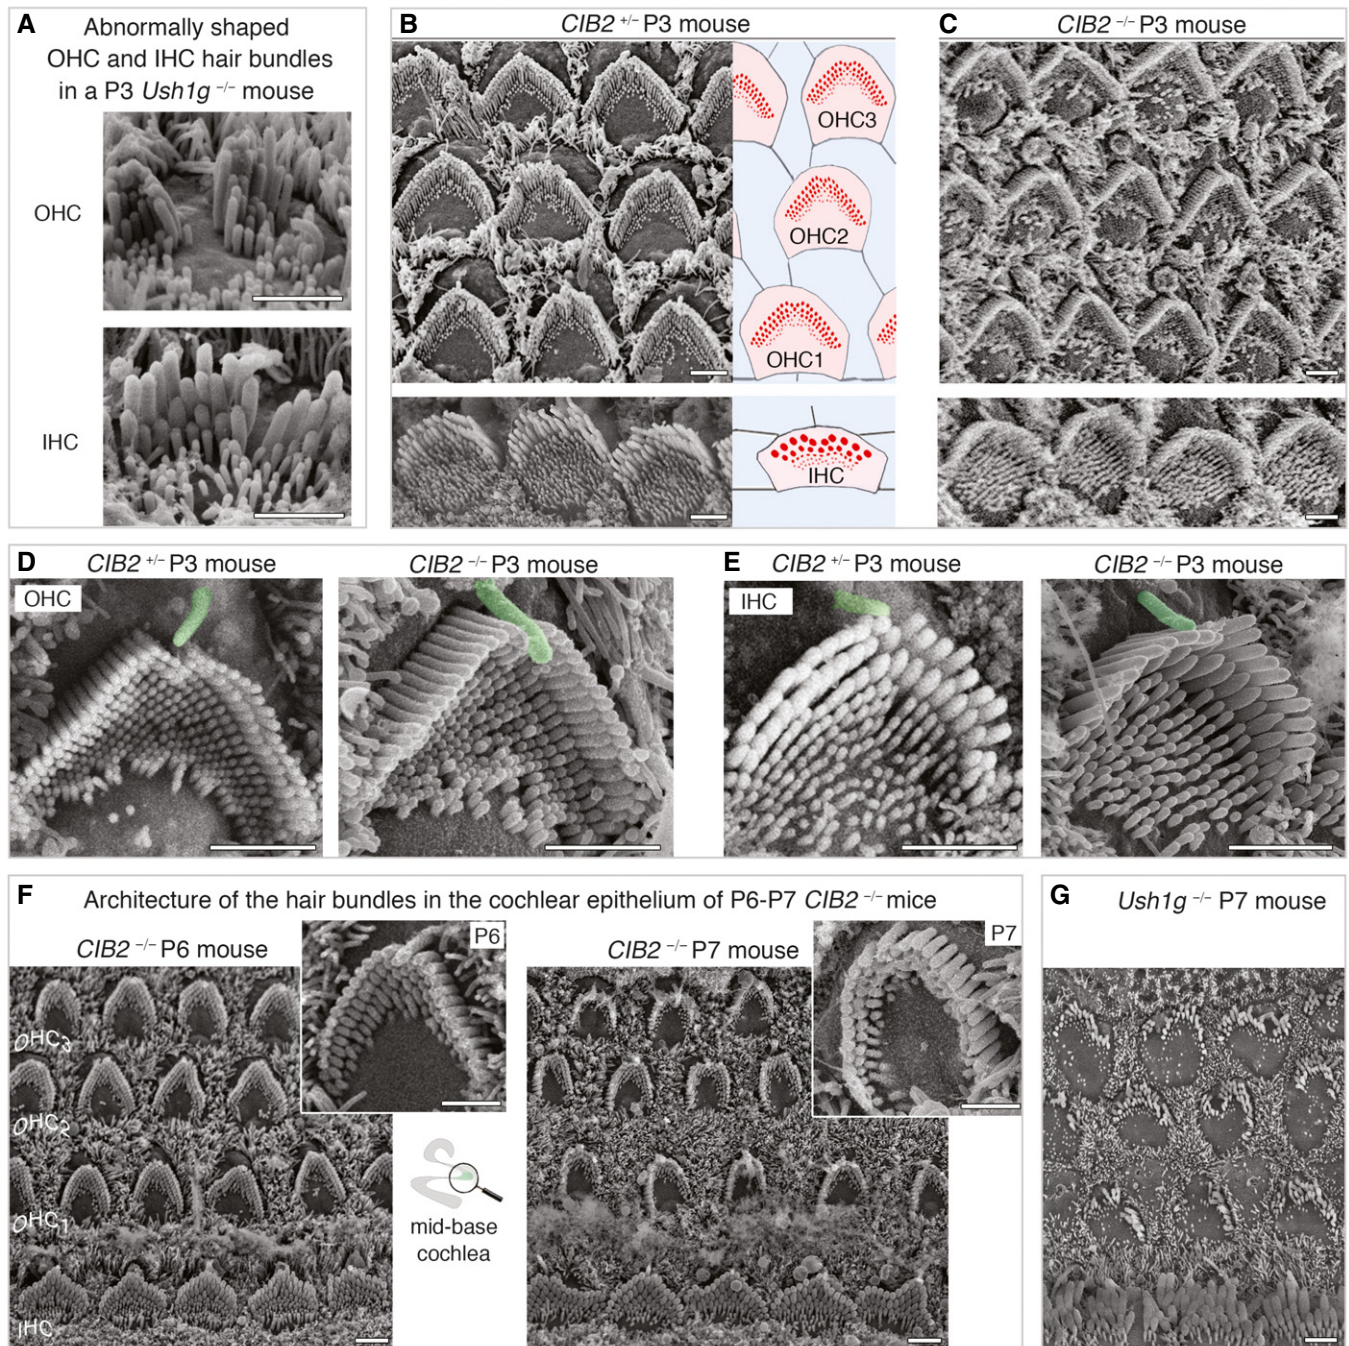 A
Abnormally shaped
OHC and IHC hair bundles
in a P3 Ush1g –/– mouse
OHC
IHC
B
CIB2 +/– P3 mouse
OHC3
OHC2
OHC1
IHC
C
CIB2 –/– P3 mouse
D
CIB2 +/– P3 mouse
CIB2 –/– P3 mouse
OHC
E
CIB2 +/– P3 mouse
CIB2 –/– P3 mouse
IHC
F
Architecture of the hair bundles in the cochlear epithelium of P6-P7 CIB2 –/– mice
CIB2 –/– P6 mouse
P6
OHC3
OHC2
OHC1
IHC
mid-base
cochlea
CIB2 –/– P7 mouse
P7
G
Ush1g –/– P7 mouse